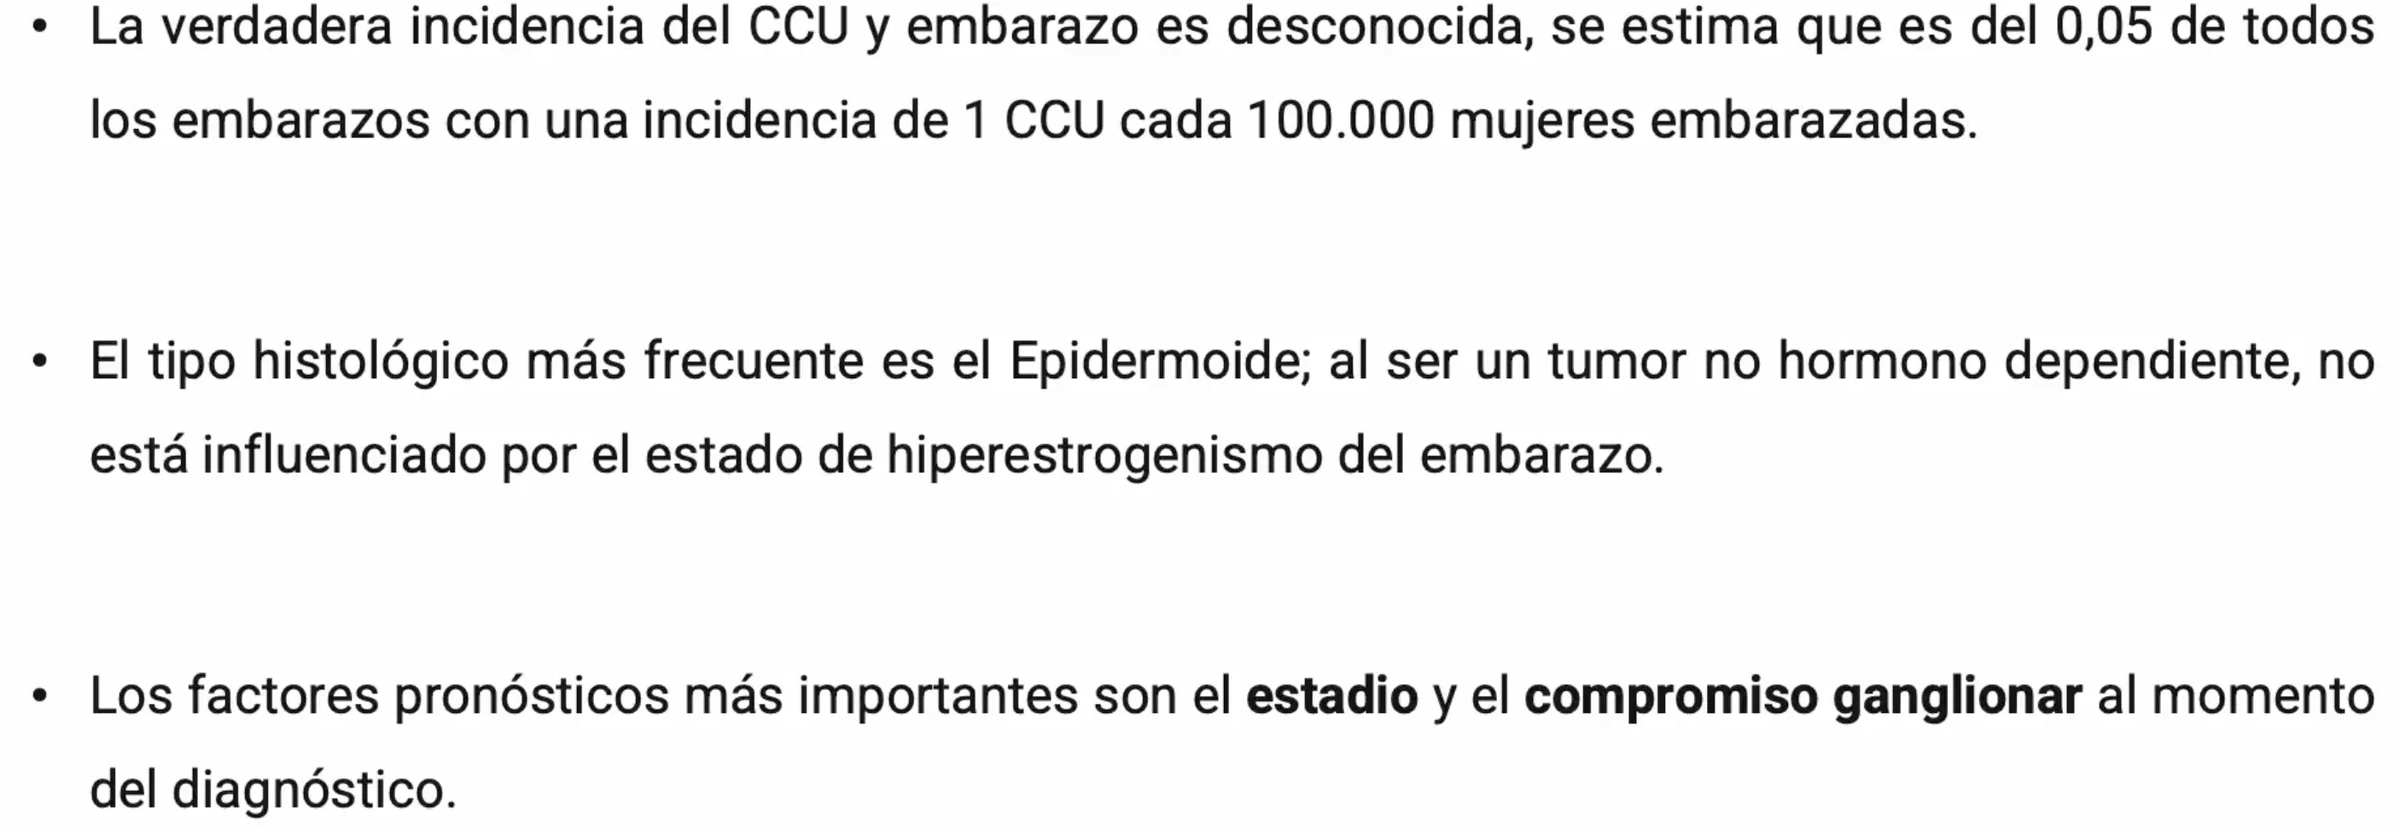 • La verdadera incidencia del CCU y embarazo es desconocida, se estima que es del 0,05 de todos
los embarazos con una incidencia de 1 CCU cada 100.000 mujeres embarazadas.
• El tipo histológico más frecuente es el Epidermoide; al ser un tumor no hormono dependiente, no
está influenciado por el estado de hiperestrogenismo del embarazo.
• Los factores pronósticos más importantes son el estadio y el compromiso ganglionar al momento
del diagnóstico.